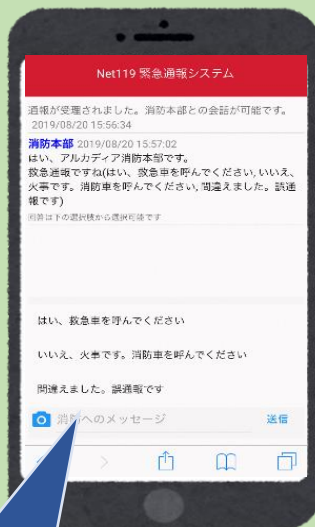 Net119 緊急通報システム
通報が受理されました。消防本部との会話が可能です。
2019/08/20 15:56:34
消防本部 2019/08/20 15:57:02
はい、アルカディア消防本部です。
救急通報ですね(はい、救急車を呼んでください, いいえ、
火事です。消防車を呼んでください, 間違えました。誤通
報です)
回答は下の選択肢から選択可能です
はい、救急車を呼んでください
いいえ、火事です。消防車を呼んでください
間違えました。誤通報です
消防へのメッセージ 送信